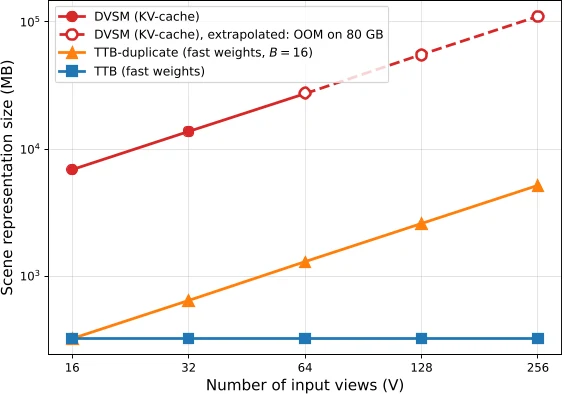 DVSM (KV-cache)
DVSM (KV-cache), extrapolated: OOM on 80 GB
TTB-duplicate (fast weights, B = 16)
TTB (fast weights)
Scene representation size (MB)
10⁵
10⁴
10³
16 32 64 128 256
Number of input views (V)